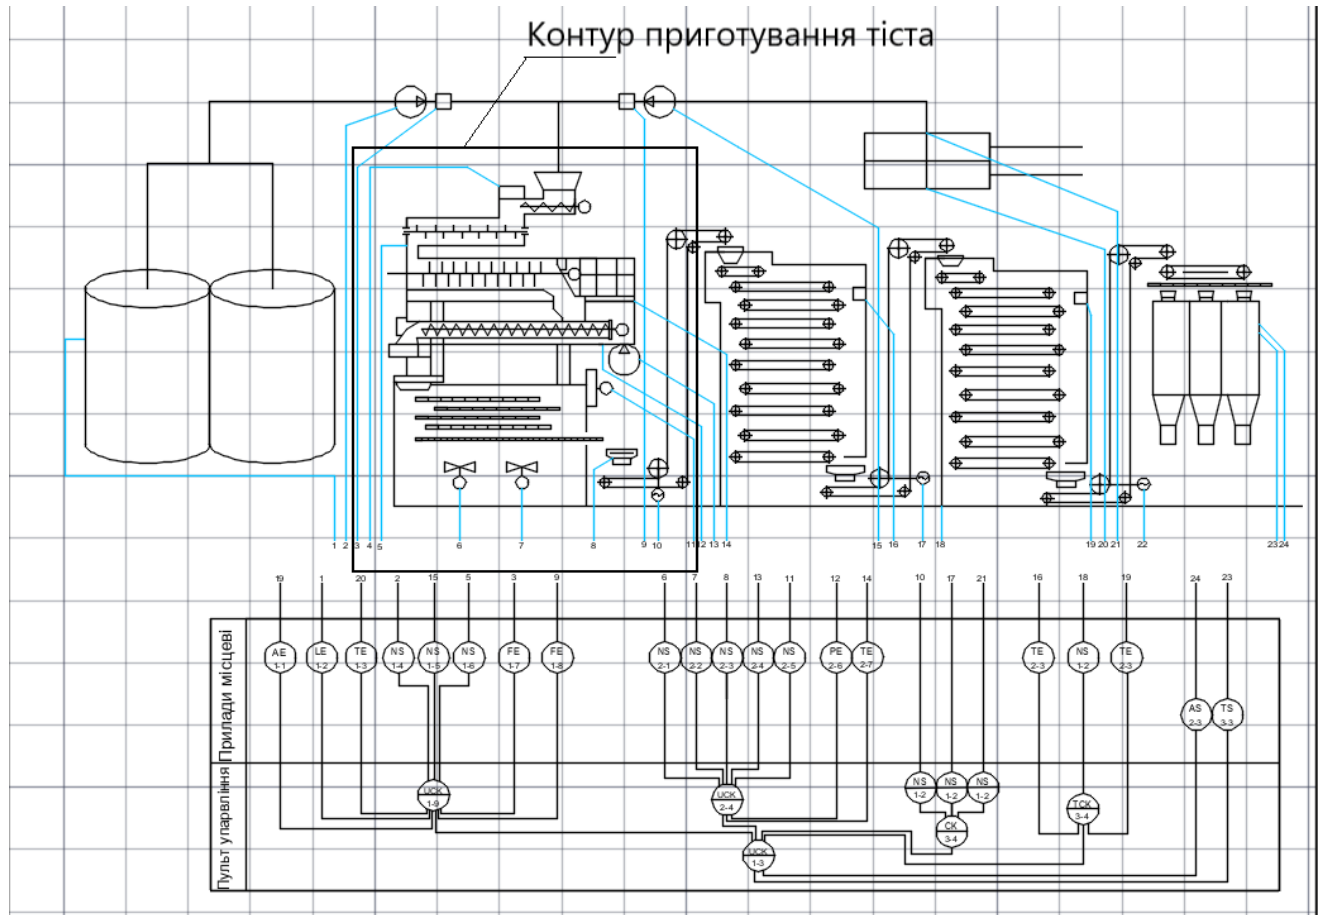 Контур приготування тіста
1 2 3 4 5 6 7 8 9 10 11 12 13 14 15 16 17 18 19 20 21 22 23 24
19 1 20 2 15 5 3 9 6 7 8 13 11 12 14 10 17 21 16 18 19 24 23
Прилади місцеві
AE LE TE NS NS NS FE FE NS NS NS NS NS PE TE TE NS TE
1-1 1-2 1-3 1-4 1-5 1-6 1-7 1-8 2-1 2-2 2-3 2-4 2-5 2-6 2-7 2-3 1-2 2-3
AS TS
2-3 3-3
Пульт упарвління
UCK UCK NS NS NS TCK
1-9 2-4 1-2 1-2 1-2 3-4
CK
3-4
UCK
1-3